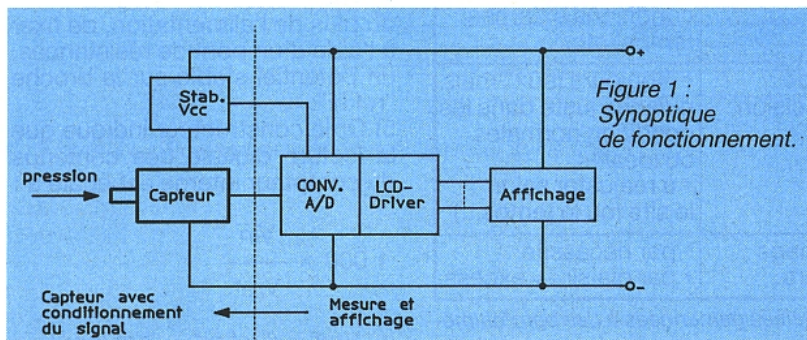 Figure 1 :
Synoptique
de fonctionnement.
+
Stab.
Vcc
pression
Capteur
CONV.
A/D
LCD-
Driver
Affichage
-
Capteur avec
conditionnement
du signal
Mesure et
affichage